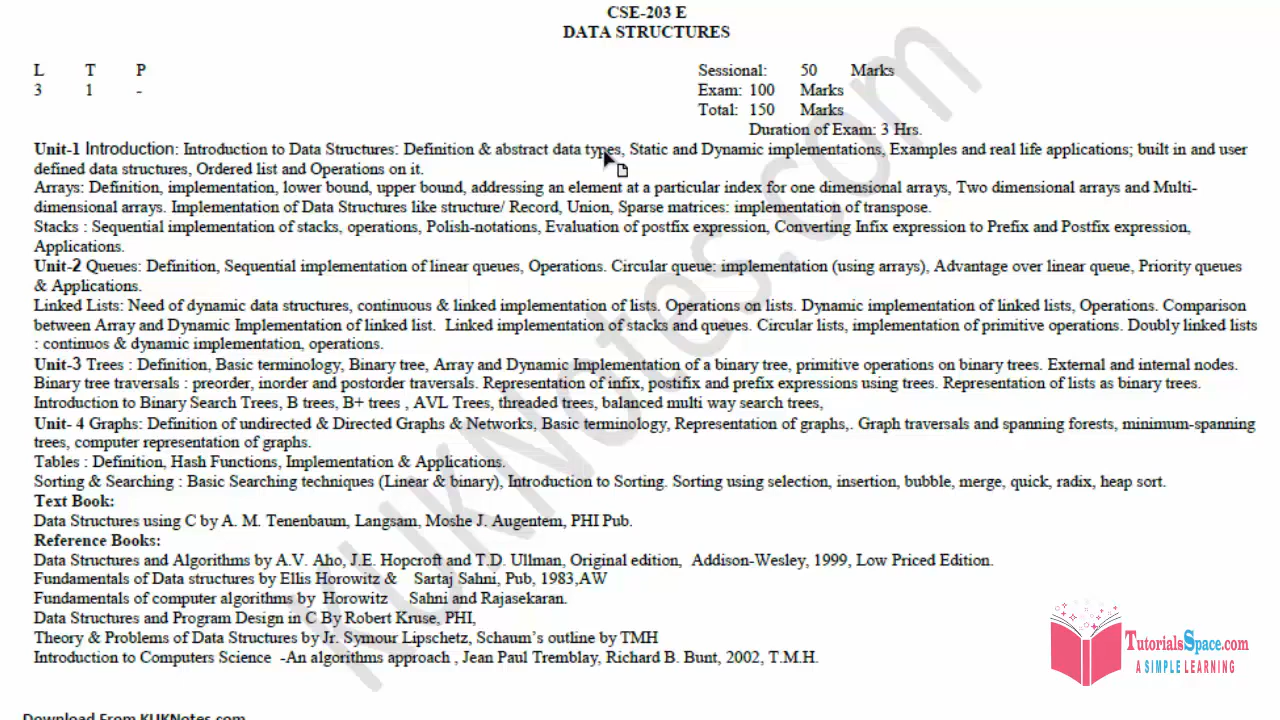 CSE-203 E
DATA STRUCTURES
L T P
3 1 -
Sessional: 50 Marks
Exam: 100 Marks
Total: 150 Marks
Duration of Exam: 3 Hrs.
Unit-1 Introduction: Introduction to Data Structures: Definition & abstract data types, Static and Dynamic implementations, Examples and real life applications; built in and user
defined data structures, Ordered list and Operations on it.
Arrays: Definition, implementation, lower bound, upper bound, addressing an element at a particular index for one dimensional arrays, Two dimensional arrays and Multi-
dimensional arrays. Implementation of Data Structures like structure/ Record, Union, Sparse matrices: implementation of transpose.
Stacks : Sequential implementation of stacks, operations, Polish-notations, Evaluation of postfix expression, Converting Infix expression to Prefix and Postfix expression,
Applications.
Unit-2 Queues: Definition, Sequential implementation of linear queues, Operations. Circular queue: implementation (using arrays), Advantage over linear queue, Priority queues
& Applications.
Linked Lists: Need of dynamic data structures, continuous & linked implementation of lists. Operations on lists. Dynamic implementation of linked lists, Operations. Comparison
between Array and Dynamic Implementation of linked list. Linked implementation of stacks and queues. Circular lists, implementation of primitive operations. Doubly linked lists
: continuos & dynamic implementation, operations.
Unit-3 Trees : Definition, Basic terminology, Binary tree, Array and Dynamic Implementation of a binary tree, primitive operations on binary trees. External and internal nodes.
Binary tree traversals : preorder, inorder and postorder traversals. Representation of infix, postifix and prefix expressions using trees. Representation of lists as binary trees.
Introduction to Binary Search Trees, B trees, B+ trees , AVL Trees, threaded trees, balanced multi way search trees,
Unit- 4 Graphs: Definition of undirected & Directed Graphs & Networks, Basic terminology, Representation of graphs,. Graph traversals and spanning forests, minimum-spanning
trees, computer representation of graphs.
Tables : Definition, Hash Functions, Implementation & Applications.
Sorting & Searching : Basic Searching techniques (Linear & binary), Introduction to Sorting. Sorting using selection, insertion, bubble, merge, quick, radix, heap sort.
Text Book:
Data Structures using C by A. M. Tenenbaum, Langsam, Moshe J. Augentem, PHI Pub.
Reference Books:
Data Structures and Algorithms by A.V. Aho, J.E. Hopcroft and T.D. Ullman, Original edition, Addison-Wesley, 1999, Low Priced Edition.
Fundamentals of Data structures by Ellis Horowitz & Sartaj Sahni, Pub, 1983,AW
Fundamentals of computer algorithms by Horowitz Sahni and Rajasekaran.
Data Structures and Program Design in C By Robert Kruse, PHI,
Theory & Problems of Data Structures by Jr. Symour Lipschetz, Schaum's outline by TMH
Introduction to Computers Science -An algorithms approach , Jean Paul Tremblay, Richard B. Bunt, 2002, T.M.H.
KUKNotes.com
TutorialsSpace.com
A SIMPLE LEARNING
Download From KUKNotes.com